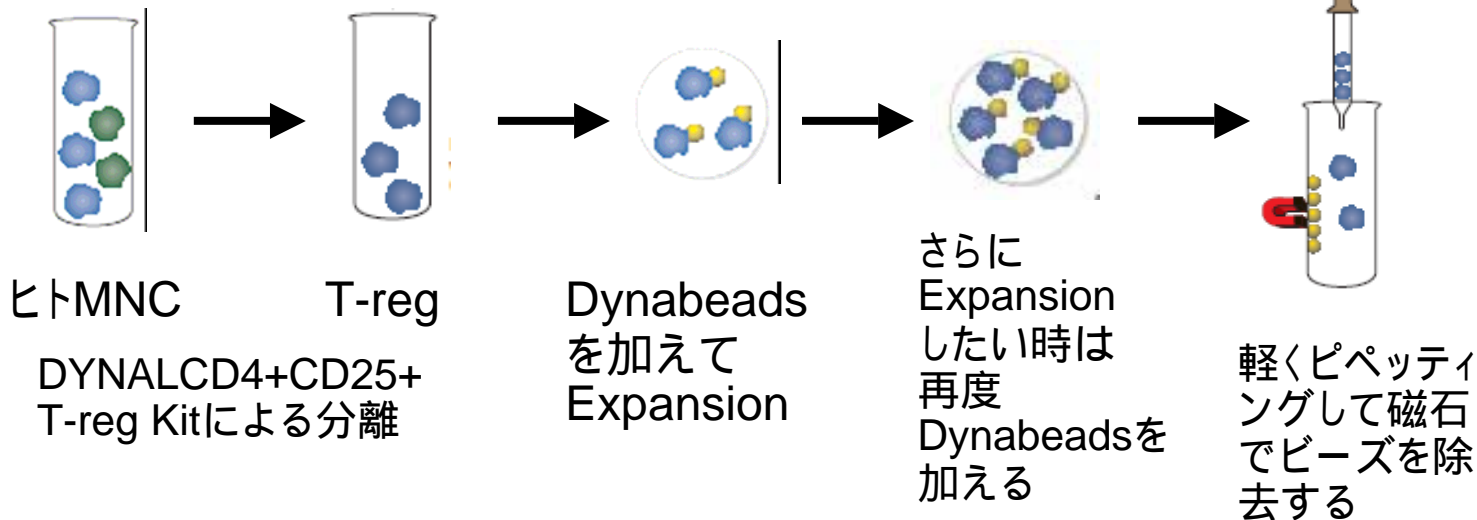 ヒトMNC
T-reg
DYNALCD4+CD25+
T-reg Kitによる分離
Dynabeads
を加えて
Expansion
さらに
Expansion
したい時は
再度
Dynabeadsを
加える
軽くピペッティ
ングして磁石
でビーズを除
去する